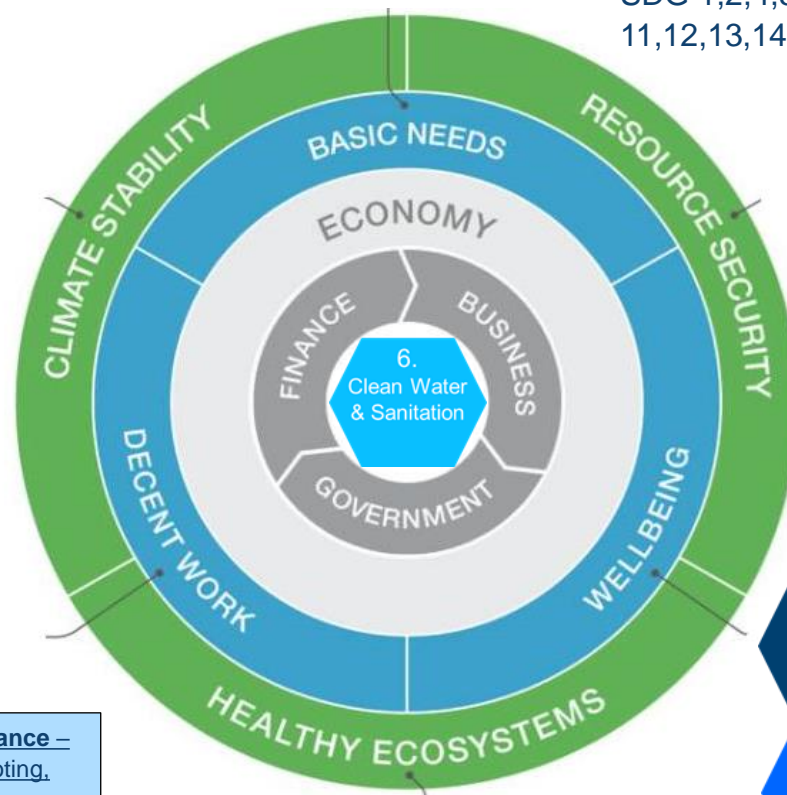 11,12,13,14
CLIMATE STABILITY
RESOURCE SECURITY
BASIC NEEDS
ECONOMY
FINANCE
BUSINESS
6.
Clean Water
& Sanitation
GOVERNMENT
DECENT WORK
WELLBEING
HEALTHY ECOSYSTEMS
ance –
oting,